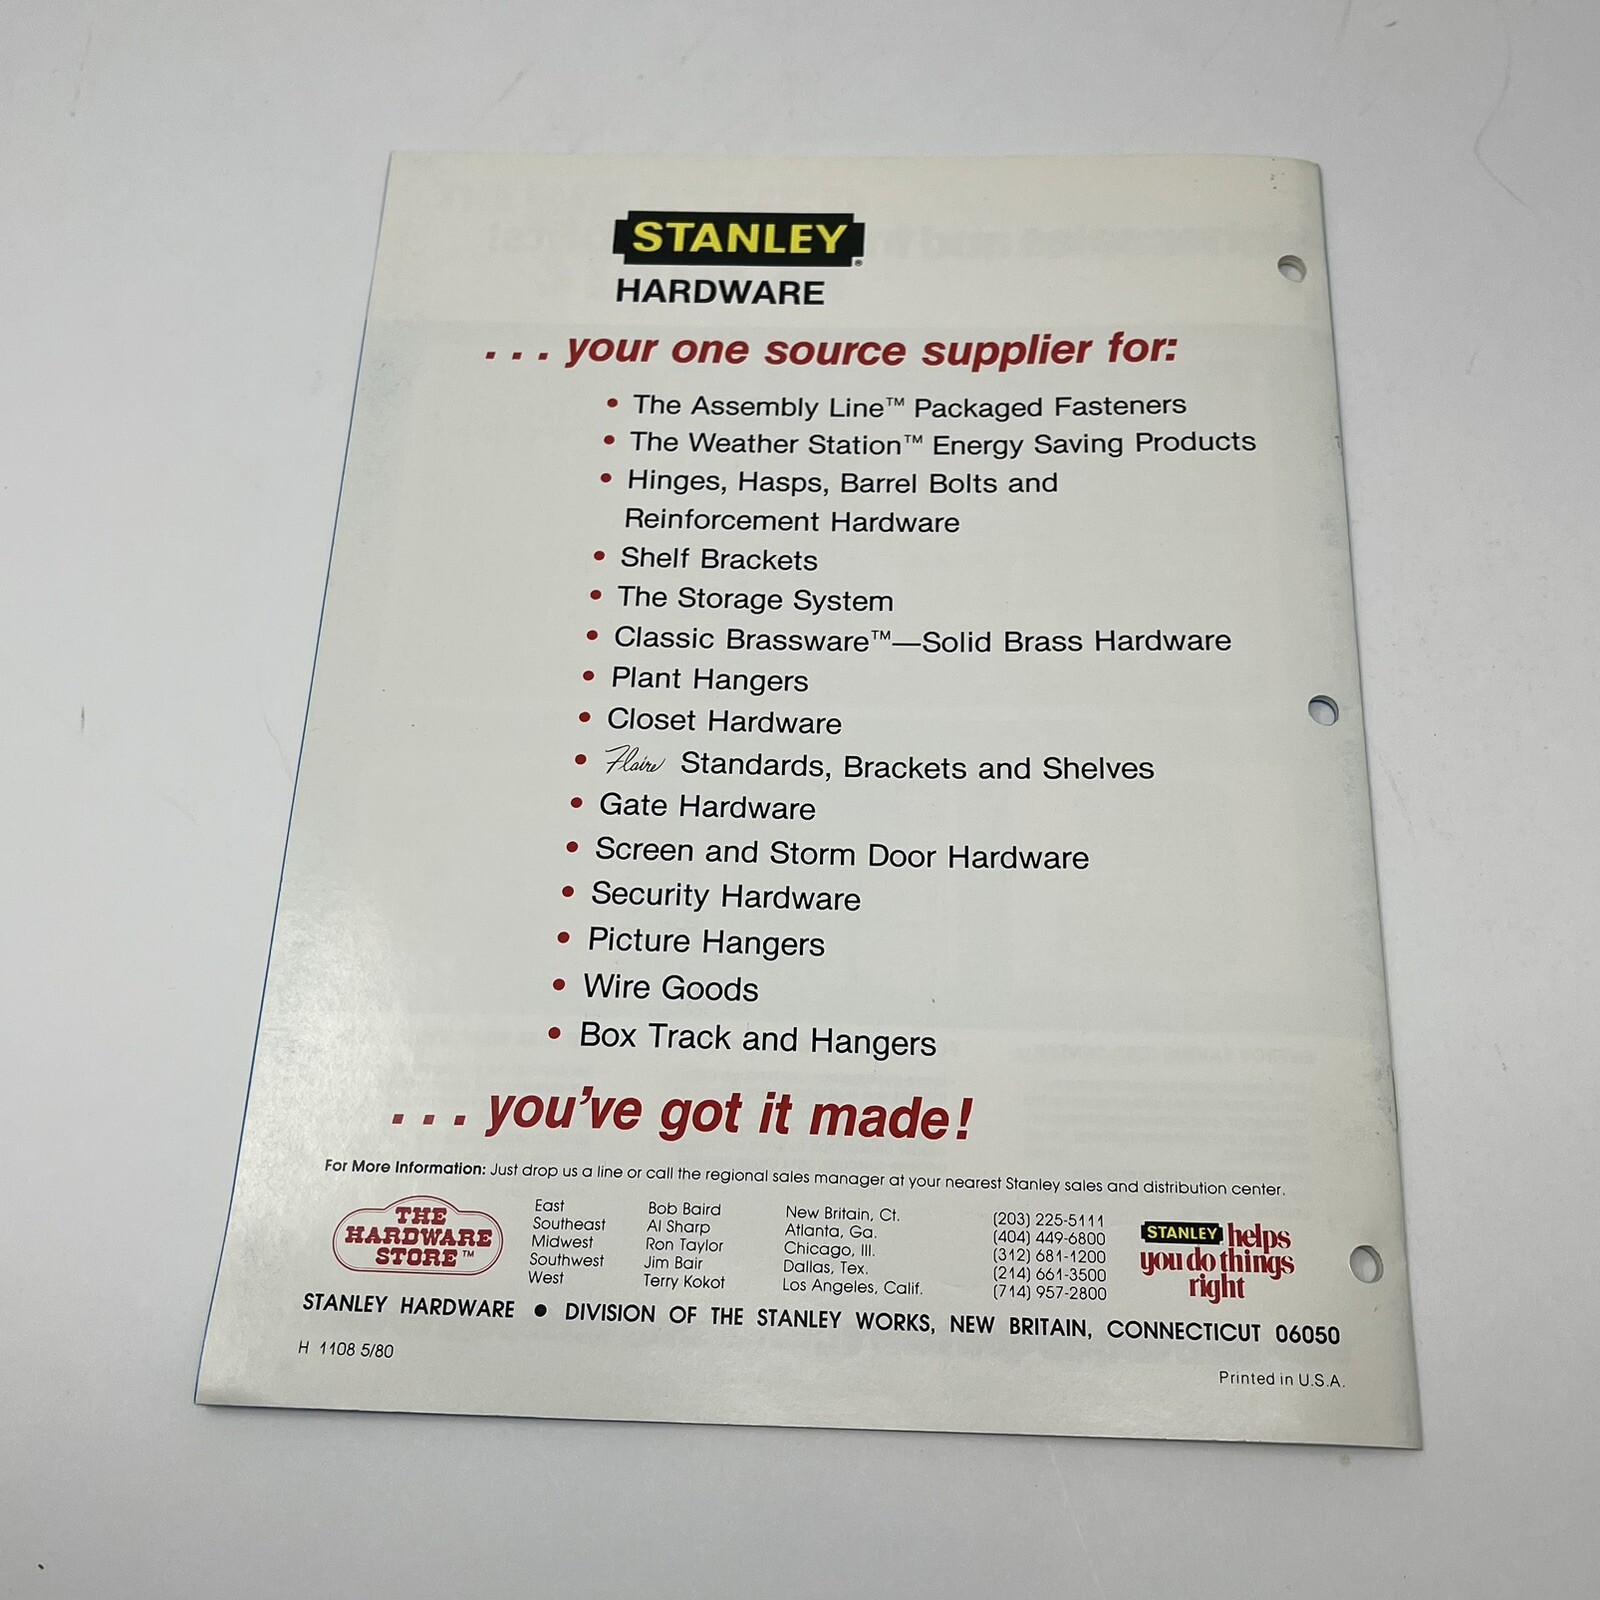 STANLEY®
HARDWARE
. . . your one source supplier for:
• The Assembly Line™ Packaged Fasteners
• The Weather Station™ Energy Saving Products
• Hinges, Hasps, Barrel Bolts and
Reinforcement Hardware
• Shelf Brackets
• The Storage System
• Classic Brassware™—Solid Brass Hardware
• Plant Hangers
• Closet Hardware
• Flaire Standards, Brackets and Shelves
• Gate Hardware
• Screen and Storm Door Hardware
• Security Hardware
• Picture Hangers
• Wire Goods
• Box Track and Hangers
. . . you've got it made!
For More Information: Just drop us a line or call the regional sales manager at your nearest Stanley sales and distribution center.
THE
HARDWARE
STORE™
East Bob Baird New Britain, Ct. (203) 225-5111
Southeast Al Sharp Atlanta, Ga. (404) 449-6800
Midwest Ron Taylor Chicago, Ill. (312) 681-1200
Southwest Jim Bair Dallas, Tex. (214) 661-3500
West Terry Kokot Los Angeles, Calif. (714) 957-2800
STANLEY helps
you do things
right
STANLEY HARDWARE • DIVISION OF THE STANLEY WORKS, NEW BRITAIN, CONNECTICUT 06050
H 1108 5/80
Printed in U.S.A.